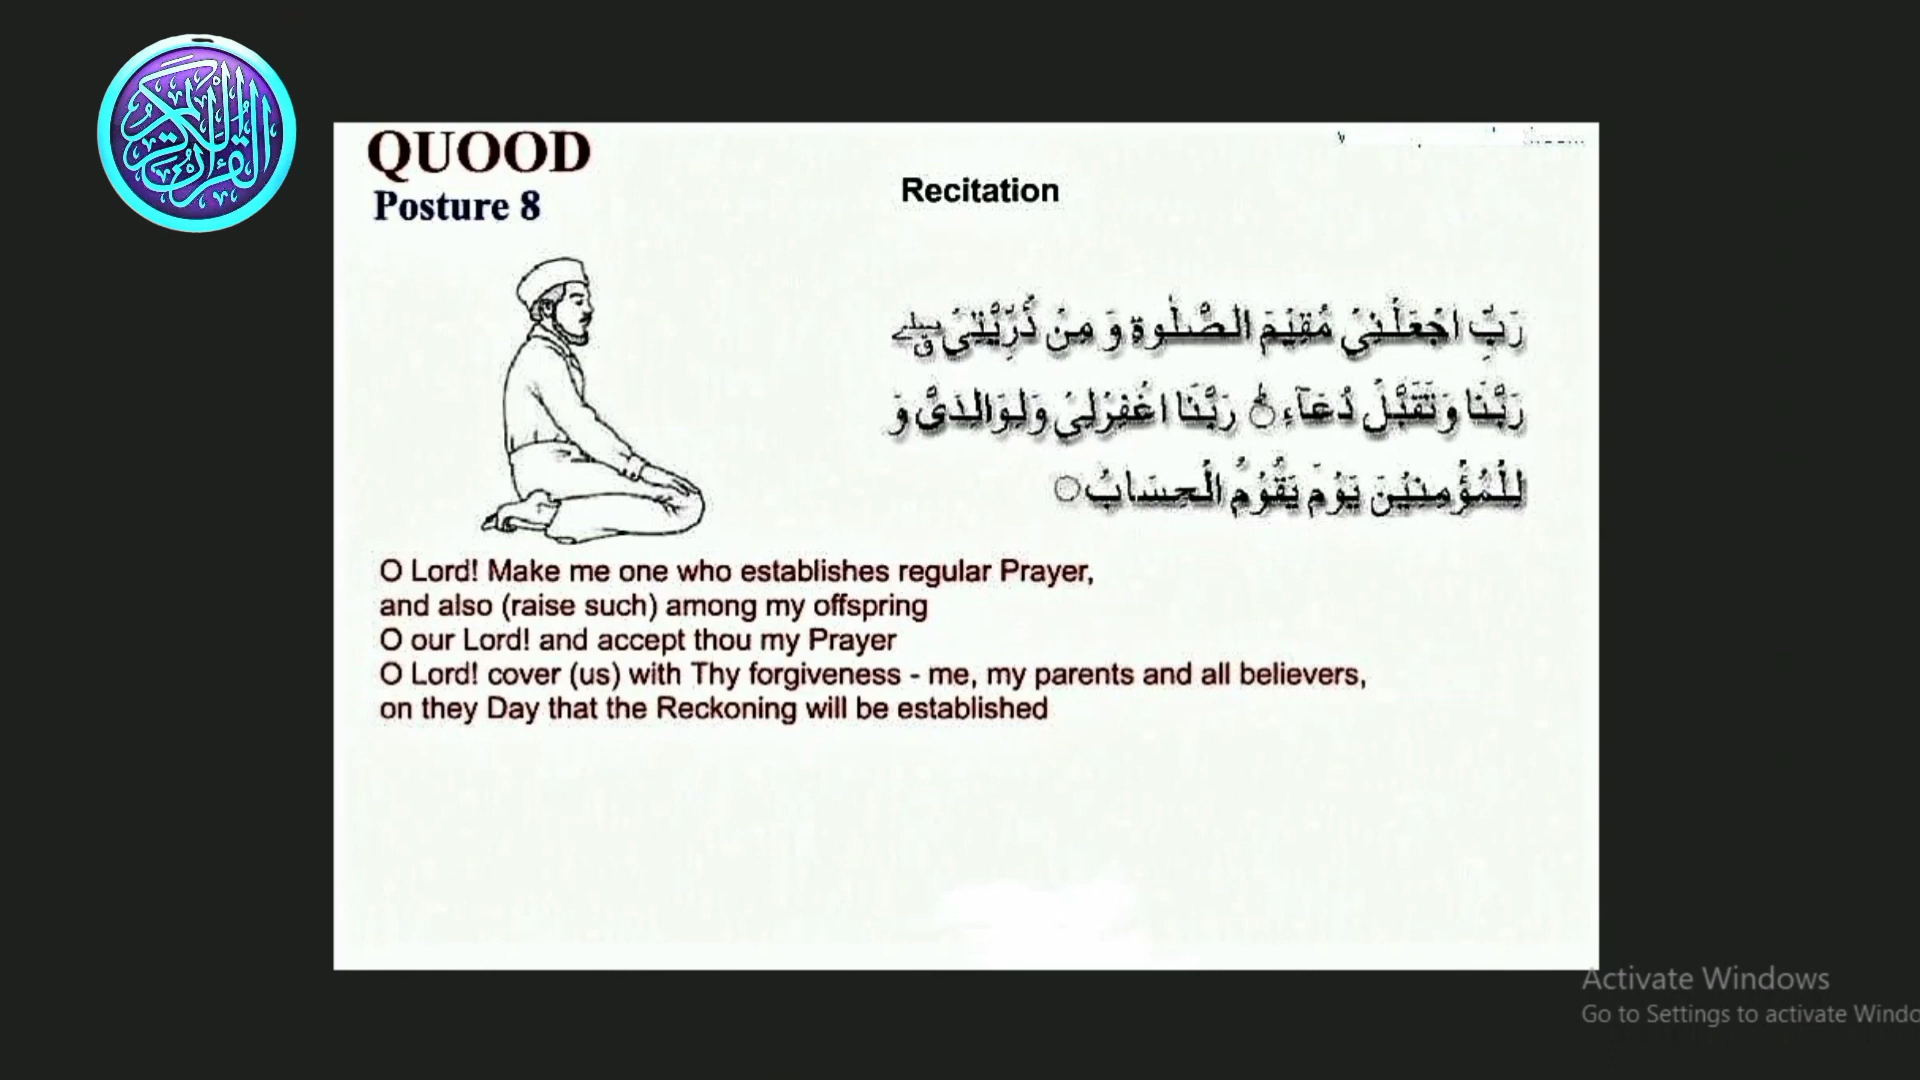 القرآن الكريم
QUOOD
Posture 8
Recitation
رَبِّ اجْعَلْنِیْ مُقِیْمَ الصَّلٰوةِ وَ مِنْ ذُرِّیَّتِیْ
رَبَّنَا وَتَقَبَّلْ دُعَآءِ رَبَّنَا اغْفِرْلِیْ وَلِوَالِدَیَّ وَ
لِلْمُؤْمِنِیْنَ یَوْمَ یَقُوْمُ الْحِسَابُ
O Lord! Make me one who establishes regular Prayer,
and also (raise such) among my offspring
O our Lord! and accept thou my Prayer
O Lord! cover (us) with Thy forgiveness - me, my parents and all believers,
on they Day that the Reckoning will be established
Activate Windows
Go to Settings to activate Windo